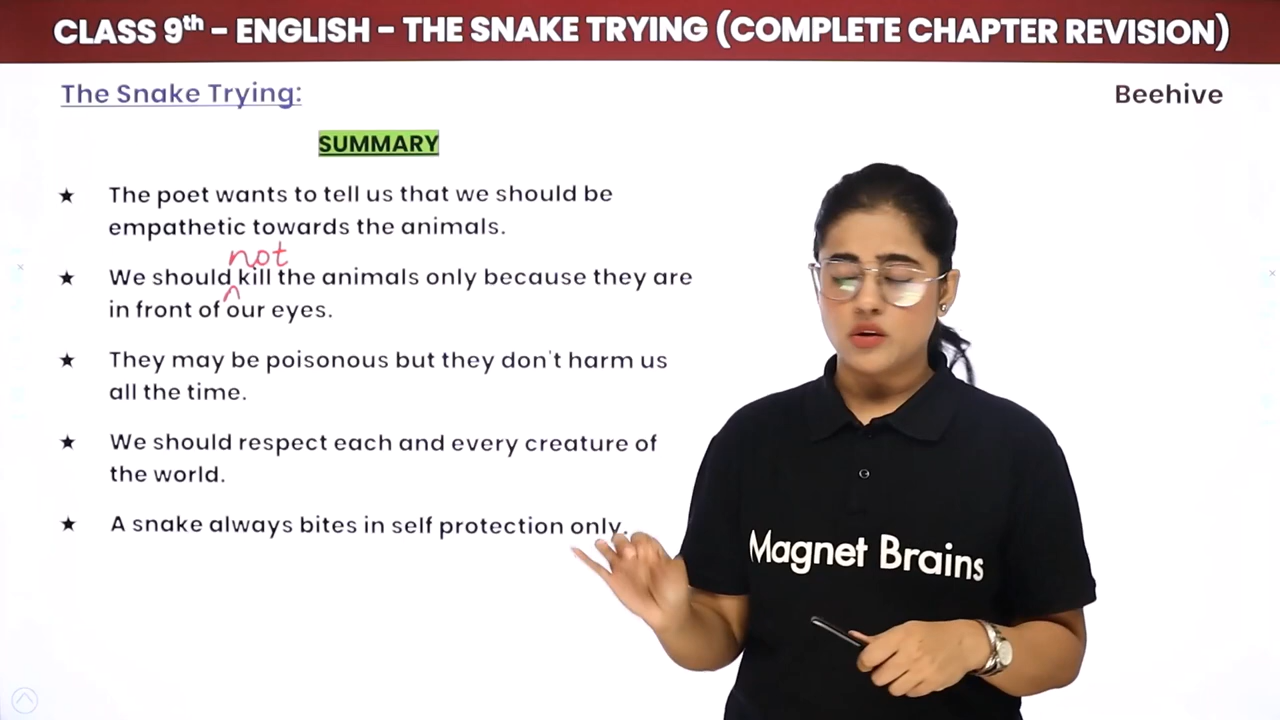 CLASS 9th – ENGLISH – THE SNAKE TRYING (COMPLETE CHAPTER REVISION)
The Snake Trying:
Beehive
SUMMARY
★ The poet wants to tell us that we should be
empathetic towards the animals.
not
★ We should kill the animals only because they are
in front of our eyes.
★ They may be poisonous but they don't harm us
all the time.
★ We should respect each and every creature of
the world.
★ A snake always bites in self protection only.
Magnet Brains